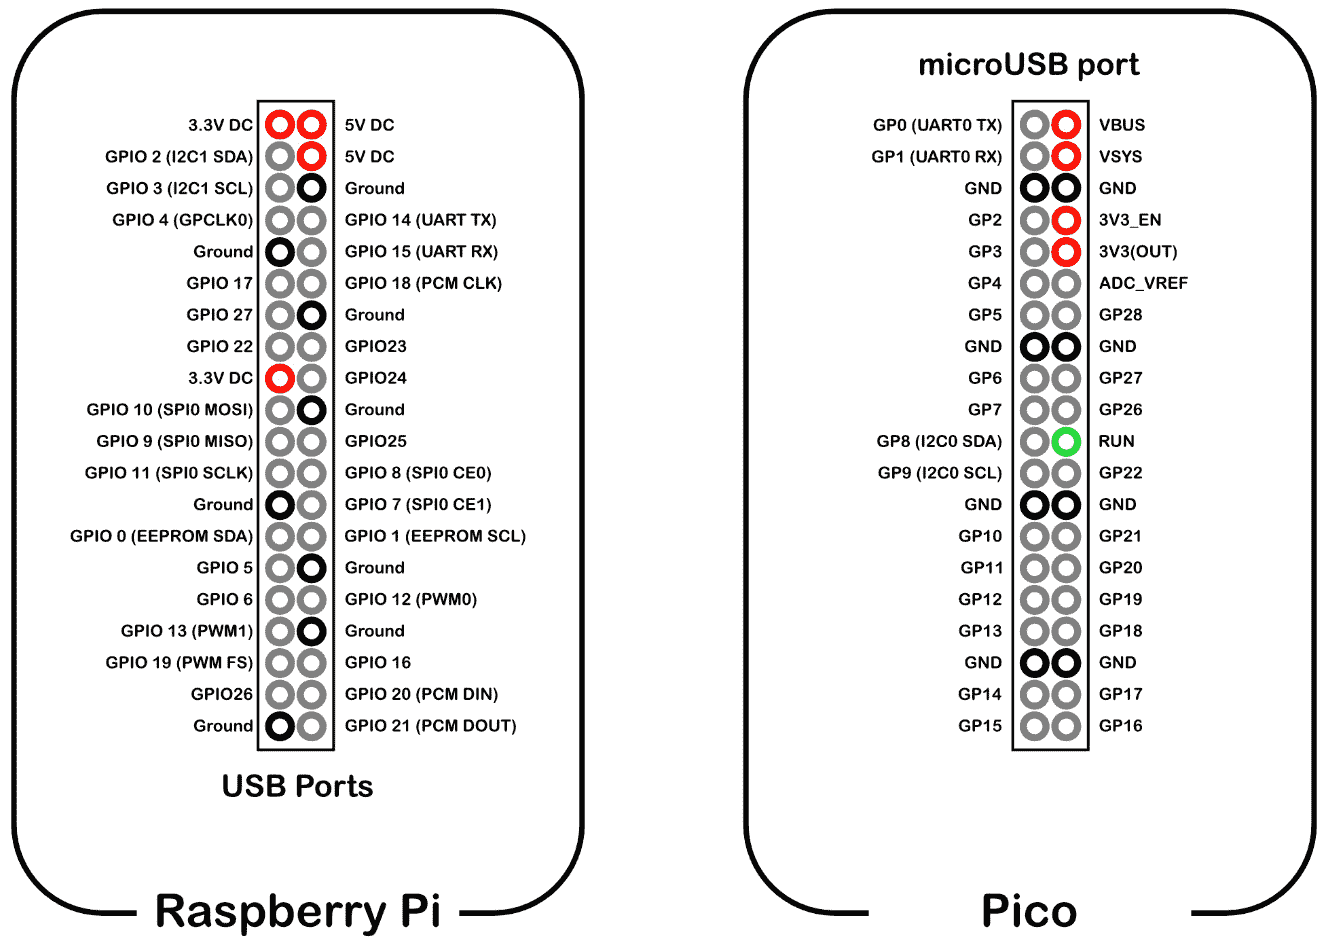 3.3V DC 5V DC
GPIO 2 (I2C1 SDA) 5V DC
GPIO 3 (I2C1 SCL) Ground
GPIO 4 (GPCLK0) GPIO 14 (UART TX)
Ground GPIO 15 (UART RX)
GPIO 17 GPIO 18 (PCM CLK)
GPIO 27 Ground
GPIO 22 GPIO23
3.3V DC GPIO24
GPIO 10 (SPI0 MOSI) Ground
GPIO 9 (SPI0 MISO) GPIO25
GPIO 11 (SPI0 SCLK) GPIO 8 (SPI0 CE0)
Ground GPIO 7 (SPI0 CE1)
GPIO 0 (EEPROM SDA) GPIO 1 (EEPROM SCL)
GPIO 5 Ground
GPIO 6 GPIO 12 (PWM0)
GPIO 13 (PWM1) Ground
GPIO 19 (PWM FS) GPIO 16
GPIO26 GPIO 20 (PCM DIN)
Ground GPIO 21 (PCM DOUT)
USB Ports
Raspberry Pi
microUSB port
GP0 (UART0 TX) VBUS
GP1 (UART0 RX) VSYS
GND GND
GP2 3V3_EN
GP3 3V3(OUT)
GP4 ADC_VREF
GP5 GP28
GND GND
GP6 GP27
GP7 GP26
GP8 (I2C0 SDA) RUN
GP9 (I2C0 SCL) GP22
GND GND
GP10 GP21
GP11 GP20
GP12 GP19
GP13 GP18
GND GND
GP14 GP17
GP15 GP16
Pico